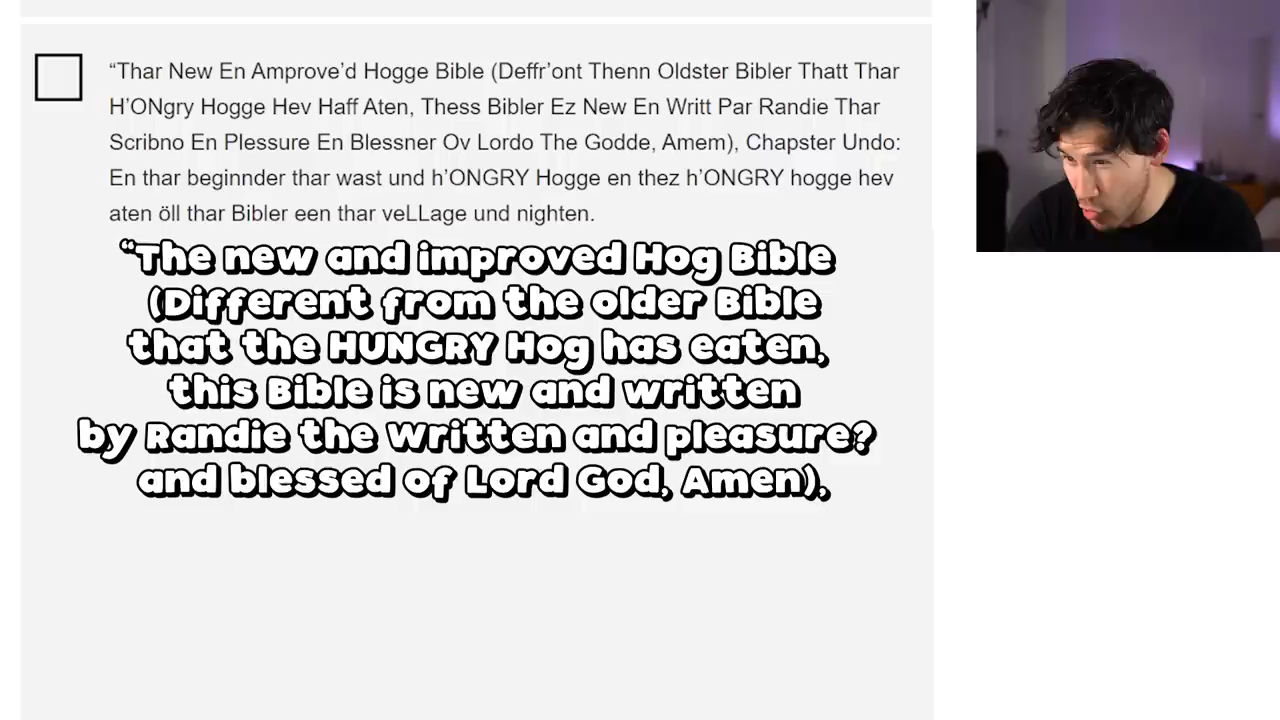 “Thar New En Amprove’d Hogge Bible (Deffr’ont Thenn Oldster Bibler Thatt Thar
H’ONgry Hogge Hev Haff Aten, Thess Bibler Ez New En Writt Par Randie Thar
Scribno En Plessure En Blessner Ov Lordo The Godde, Amem), Chapster Undo:
En thar beginnder thar wast und h’ONGRY Hogge en thez h’ONGRY hogge hev
aten öll thar Bibler een thar veLLage und nighten.
“The new and improved Hog Bible
(Different from the older Bible
that the HUNGRY Hog has eaten,
this Bible is new and written
by Randie the Written and pleasure?
and blessed of Lord God, Amen),